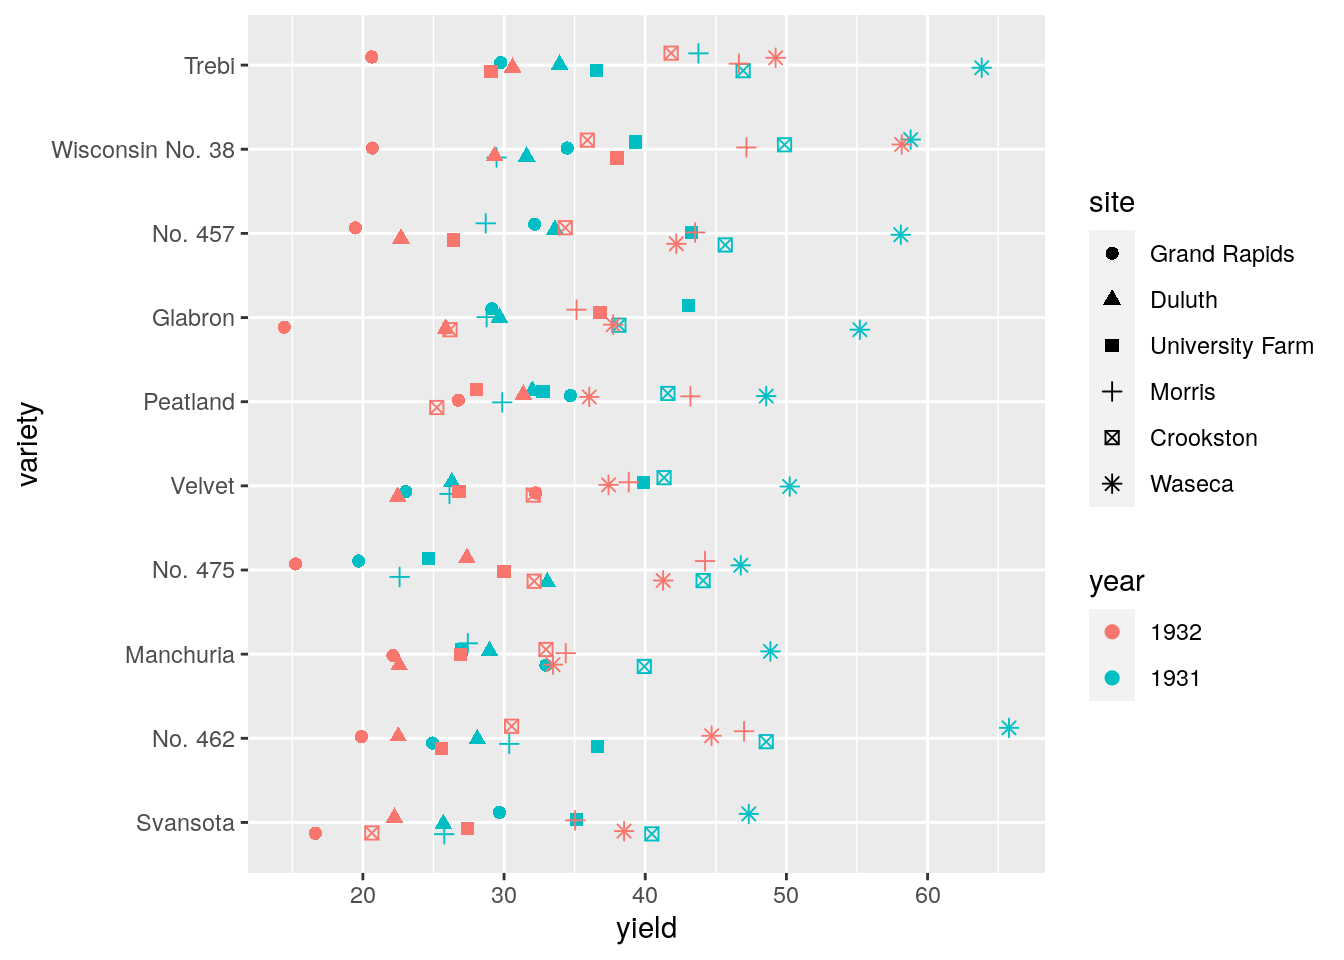 variety
Trebi
Wisconsin No. 38
No. 457
Glabron
Peatland
Velvet
No. 475
Manchuria
No. 462
Svansota
20 30 40 50 60
yield
site
Grand Rapids
Duluth
University Farm
Morris
Crookston
Waseca
year
1932
1931